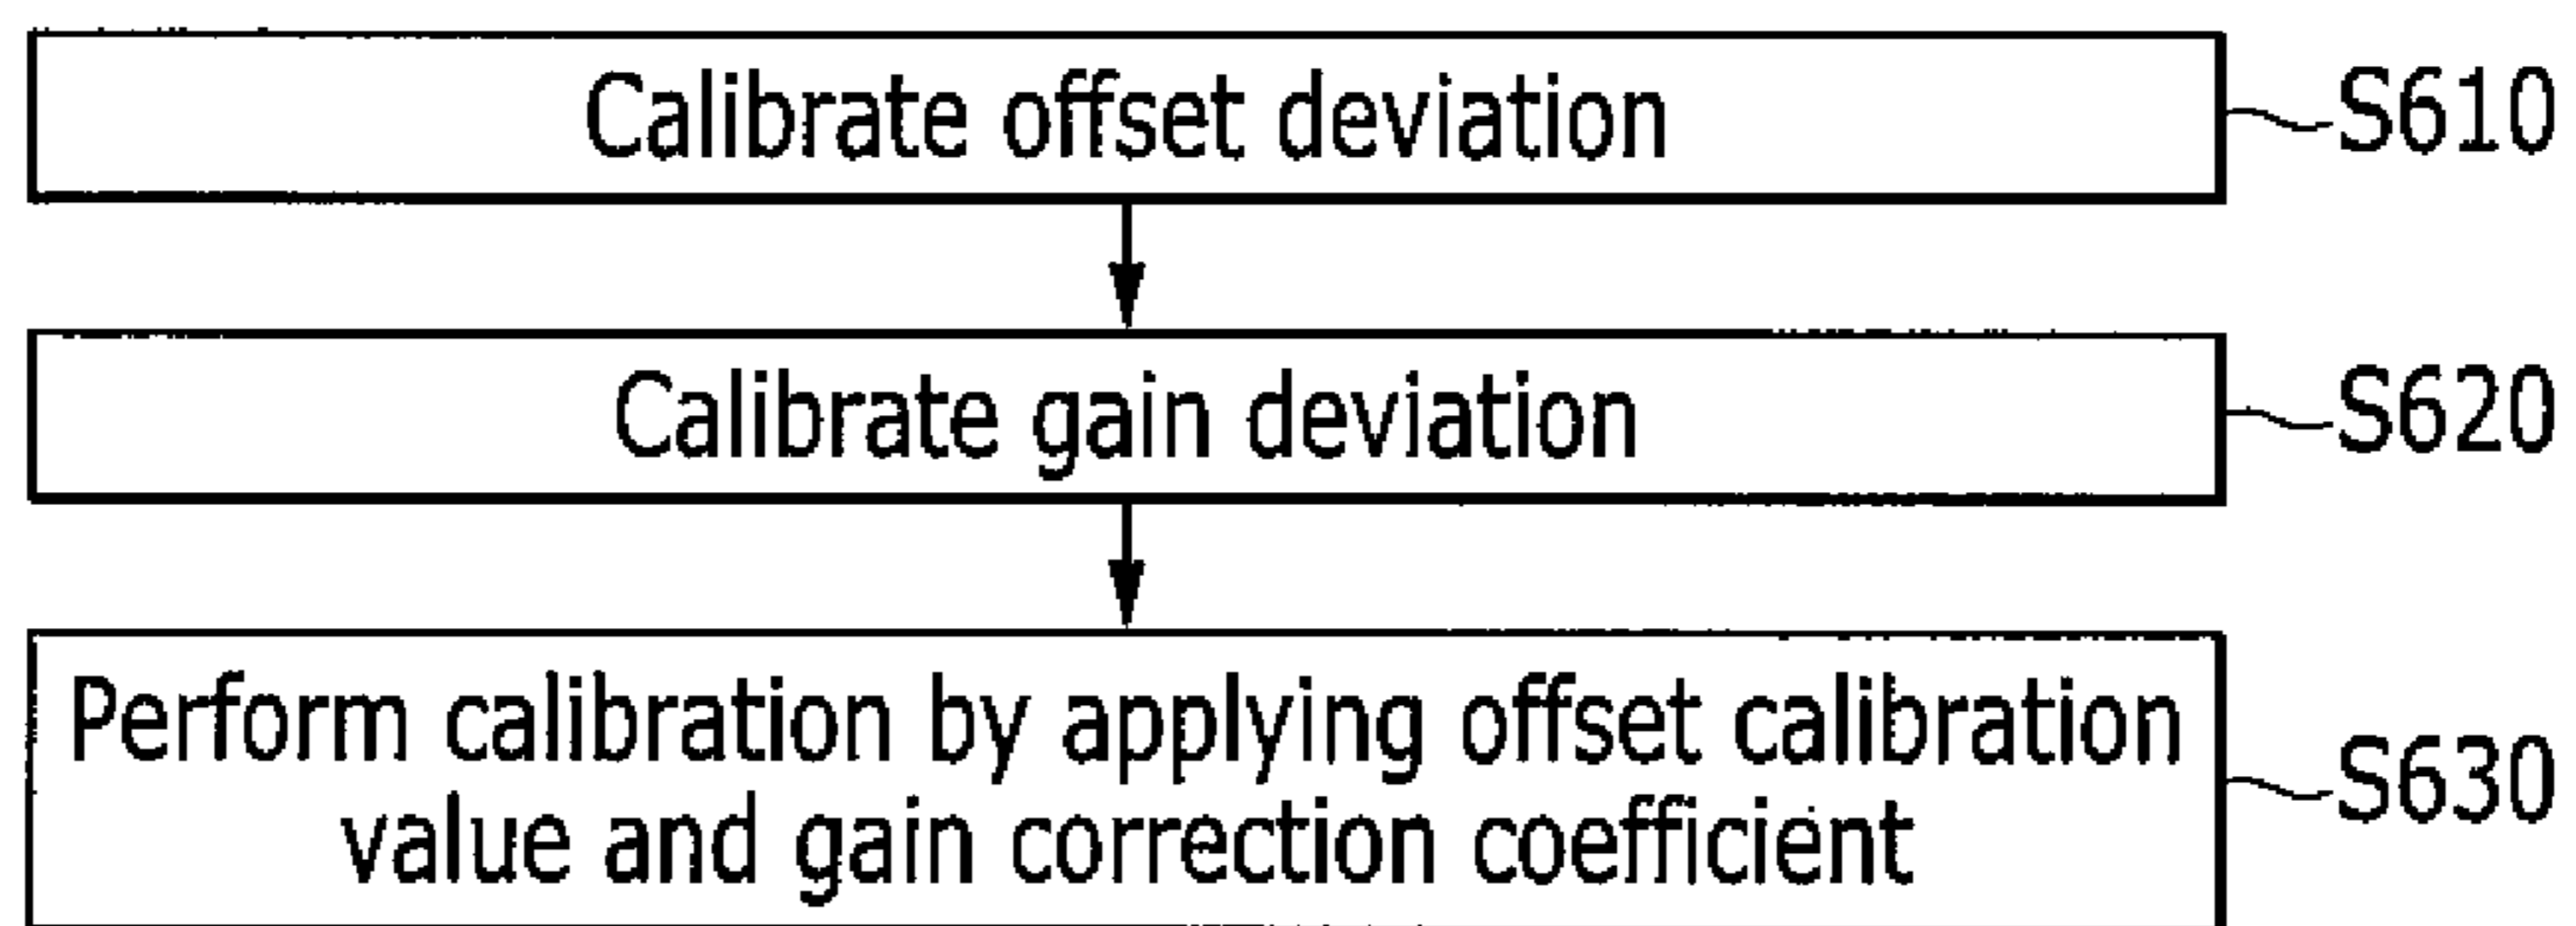 Calibrate offset deviation S610
Calibrate gain deviation S620
Perform calibration by applying offset calibration
value and gain correction coefficient S630